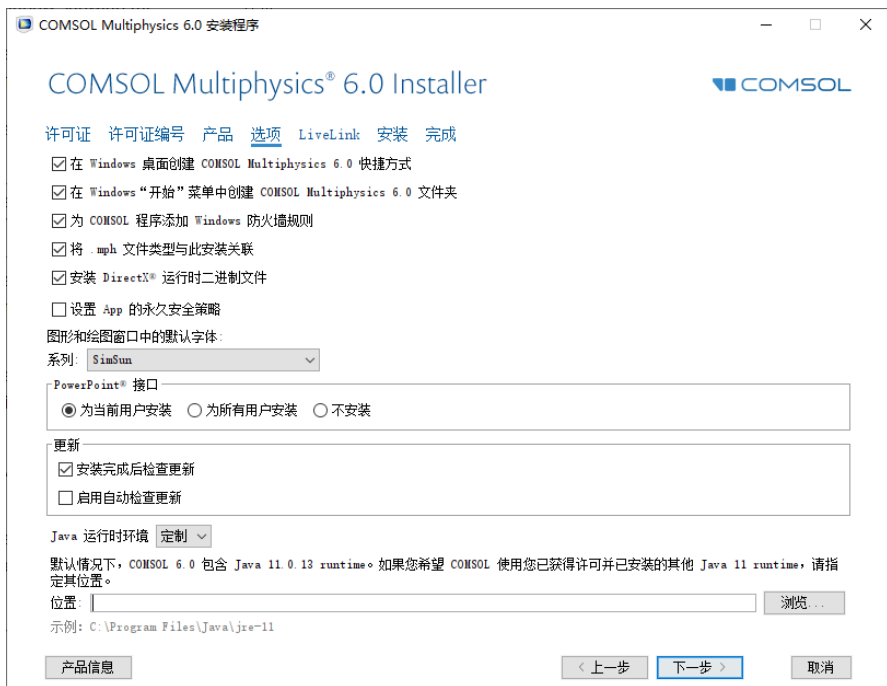 COMSOL Multiphysics 6.0 安装程序
COMSOL Multiphysics® 6.0 Installer
COMSOL
许可证 许可证编号 产品 选项 LiveLink 安装 完成
在 Windows 桌面创建 COMSOL Multiphysics 6.0 快捷方式
在 Windows“开始”菜单中创建 COMSOL Multiphysics 6.0 文件夹
为 COMSOL 程序添加 Windows 防火墙规则
将 .mph 文件类型与此安装关联
安装 DirectX® 运行时二进制文件
设置 App 的永久安全策略
图形和绘图窗口中的默认字体:
系列: SimSun
PowerPoint® 接口
为当前用户安装 为所有用户安装 不安装
更新
安装完成后检查更新
启用自动检查更新
Java 运行时环境 定制
默认情况下，COMSOL 6.0 包含 Java 11.0.13 runtime。如果您希望 COMSOL 使用您已获得许可并已安装的其他 Java 11 runtime，请指
定其位置。
位置: 浏览...
示例: C:\Program Files\Java\jre-11
产品信息 < 上一步 下一步 > 取消